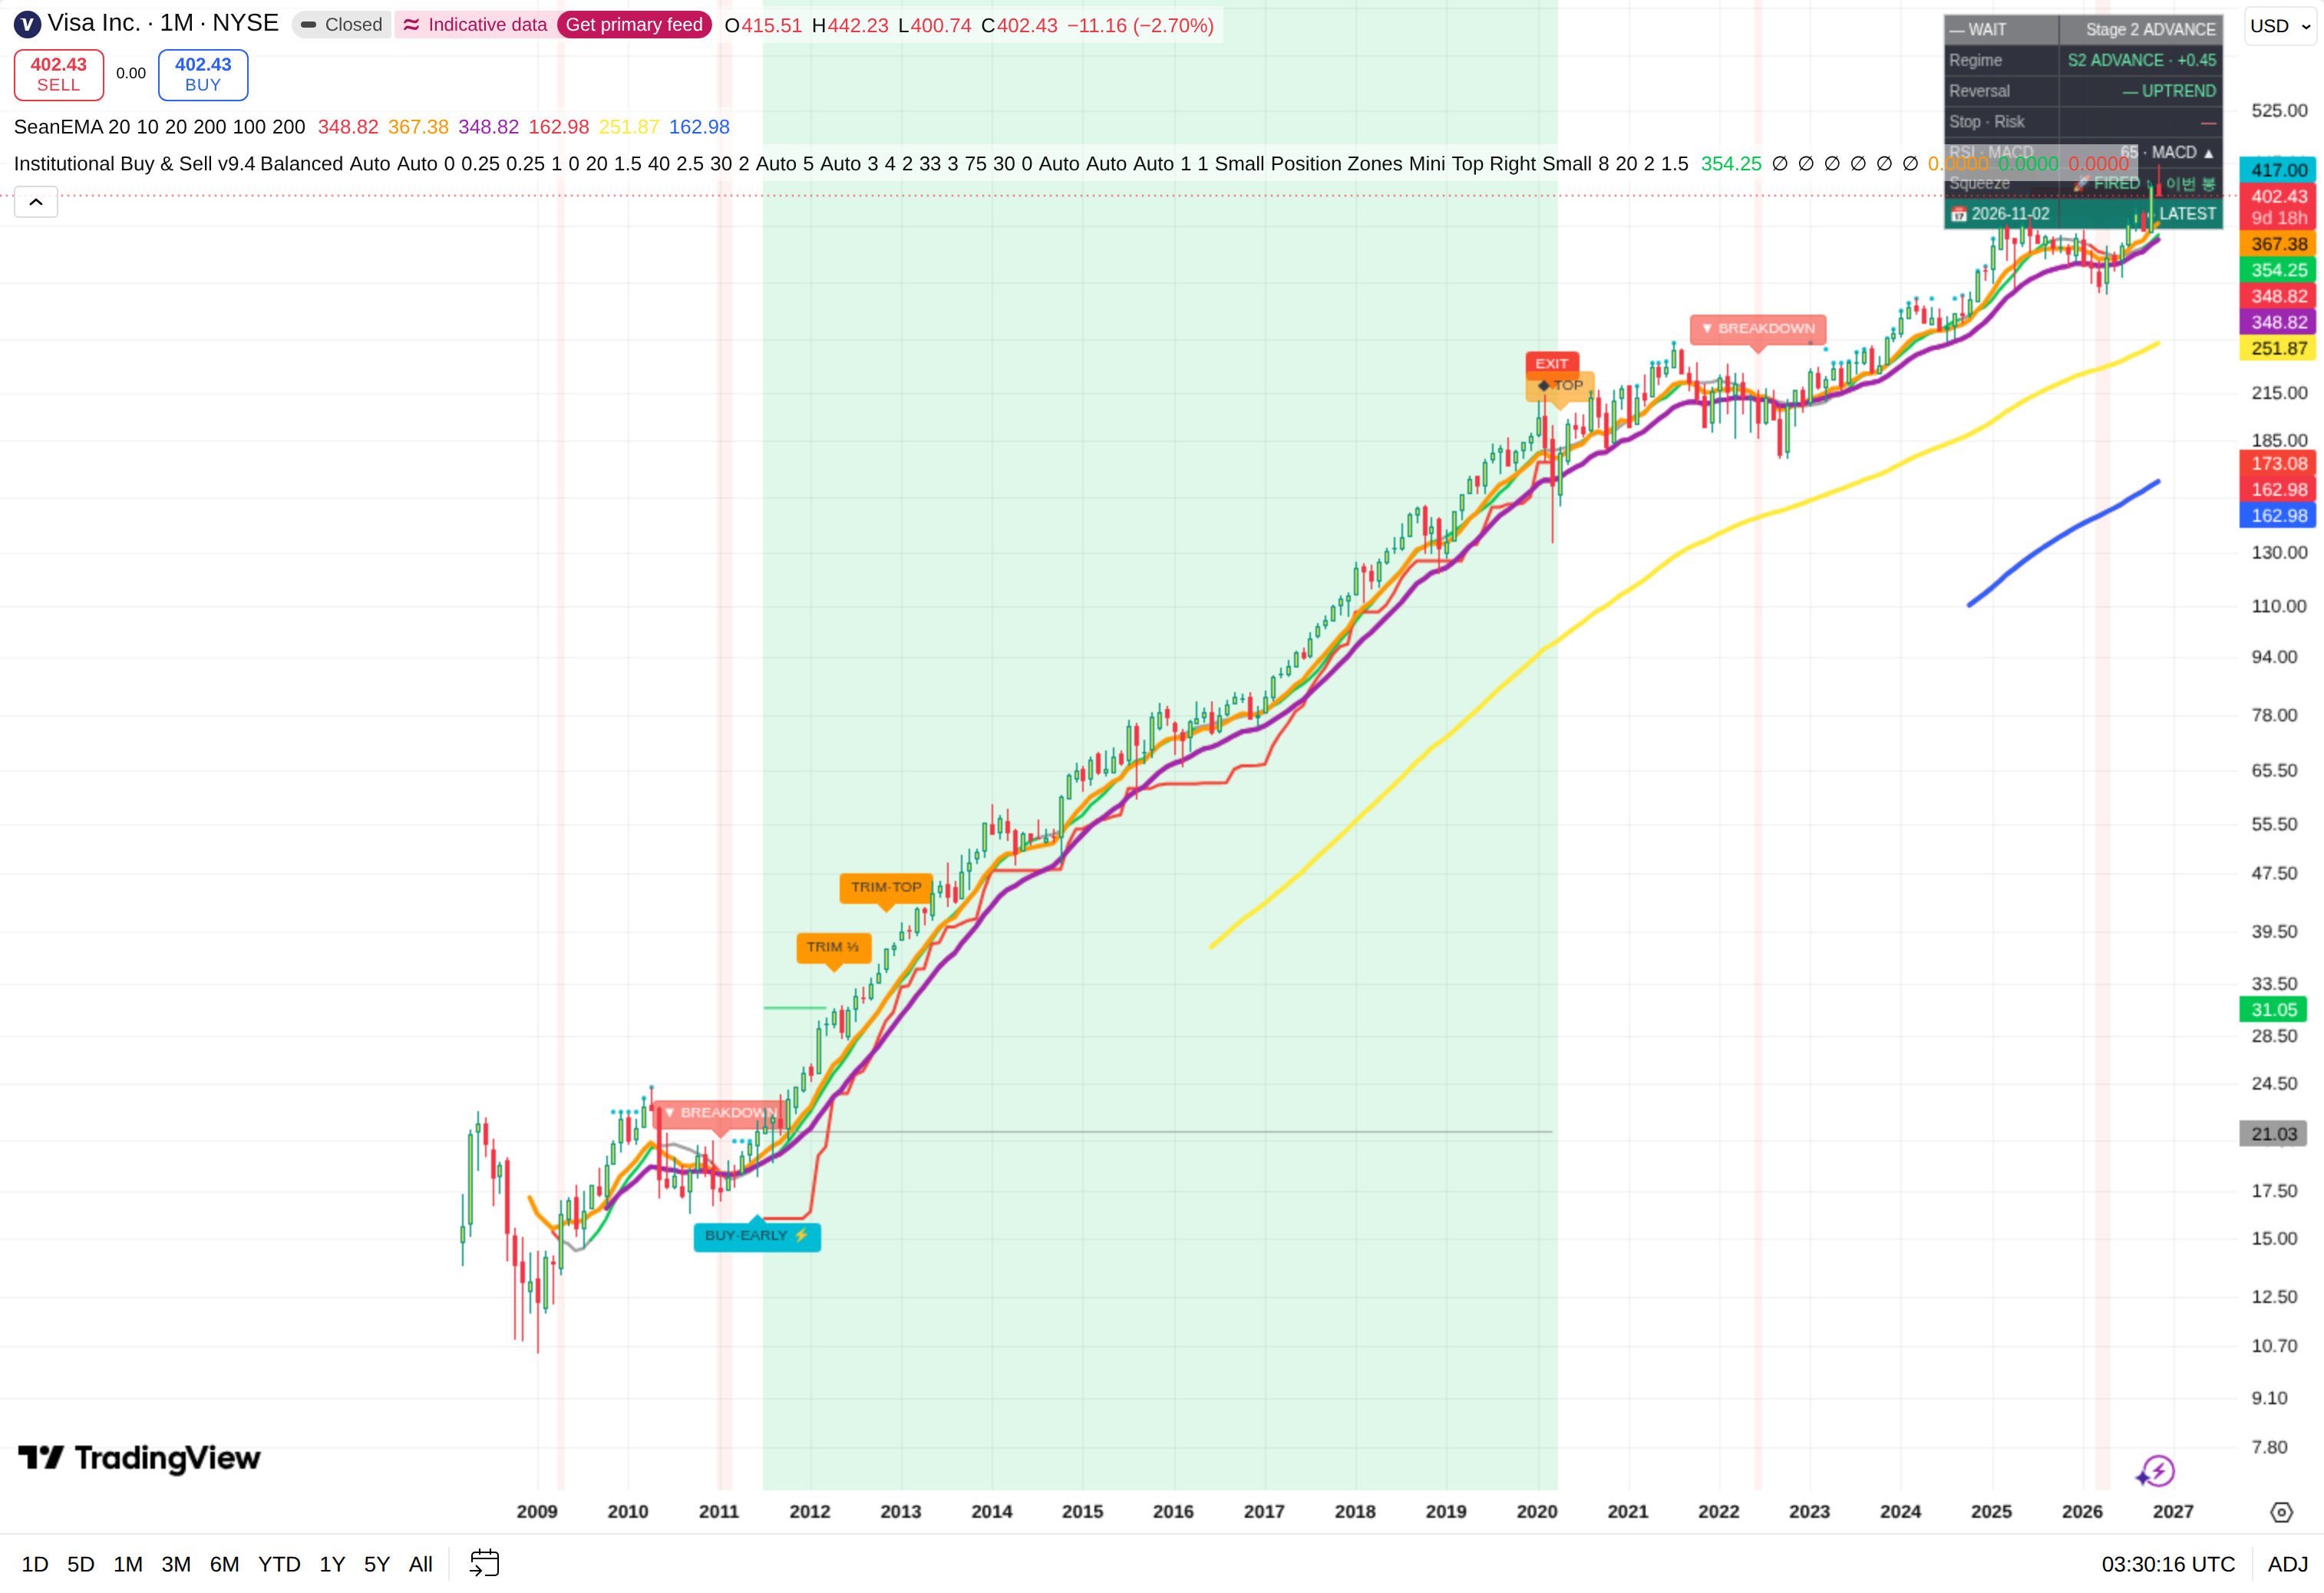 Visa Inc. · 1M · NYSE Closed Indicative data Get primary feed O415.51 H442.23 L400.74 C402.43 −11.16 (−2.70%)
402.43 SELL
0.00
402.43 BUY
SeanEMA 20 10 20 200 100 200 348.82 367.38 348.82 162.98 251.87 162.98
Institutional Buy & Sell v9.4 Balanced Auto Auto 0 0.25 0.25 1 0 20 1.5 40 2.5 30 2 Auto 5 Auto 3 4 2 33 3 75 30 0 Auto Auto Auto 1 1 Small Position Zones Mini Top Right Small 8 20 2 1.5 354.25 ∅ ∅ ∅ ∅ ∅ ∅ 0.0000 0.0000 0.0000
— WAIT Stage 2 ADVANCE
Regime S2 ADVANCE · +0.45
Reversal — UPTREND
Stop · Risk —
RSI · MACD 65 · MACD ▲
Squeeze 🚀 FIRED 이번 봉
📅 2026-11-02 LATEST
USD
525.00
417.00
402.43
9d 18h
367.38
354.25
348.82
348.82
251.87
215.00
185.00
173.08
162.98
162.98
130.00
110.00
94.00
78.00
65.50
55.50
47.50
39.50
33.50
31.05
28.50
24.50
21.03
17.50
15.00
12.50
10.70
9.10
7.80
▼ BREAKDOWN
EXIT
◆ TOP
TRIM-TOP
TRIM ⅓
▼ BREAKDOWN
BUY-EARLY ⚡
TradingView
2009 2010 2011 2012 2013 2014 2015 2016 2017 2018 2019 2020 2021 2022 2023 2024 2025 2026 2027
1D 5D 1M 3M 6M YTD 1Y 5Y All 03:30:16 UTC ADJ